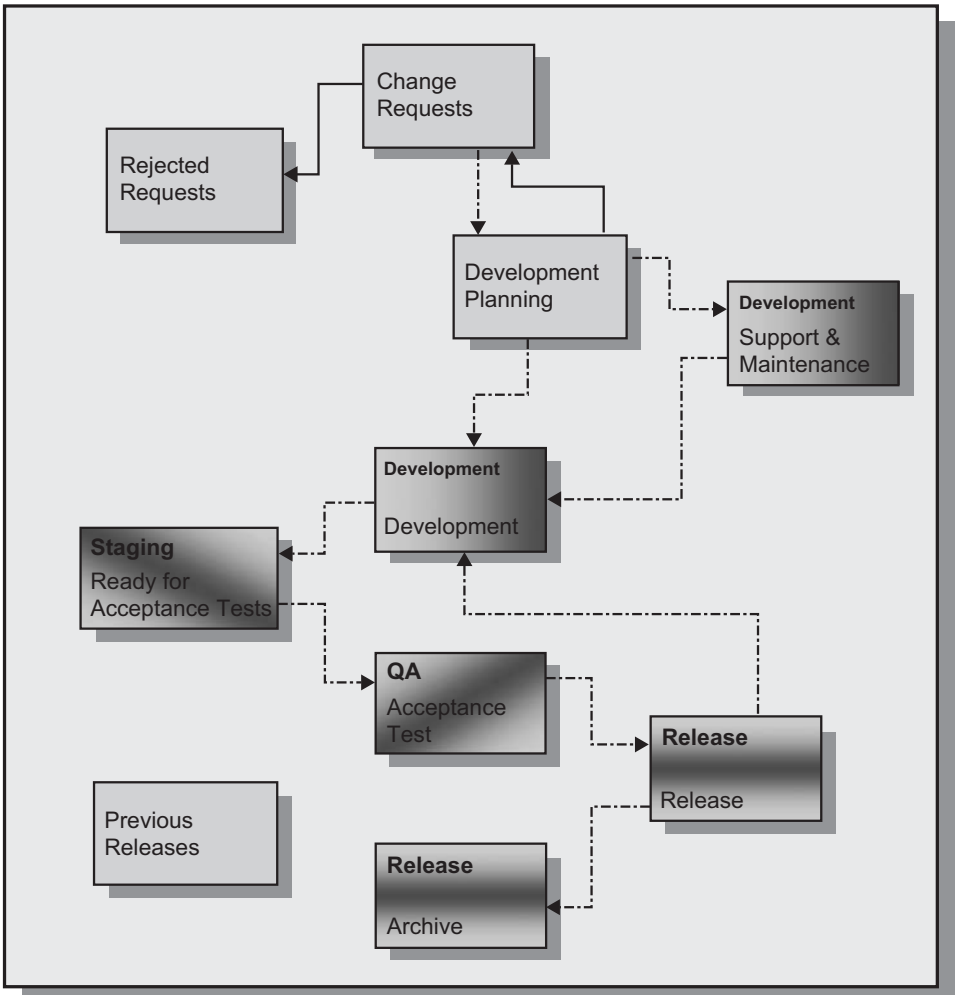 Change
Requests
Rejected
Requests
Development
Planning
Development
Support &
Maintenance
Development
Development
Staging
Ready for
Acceptance Tests
QA
Acceptance
Test
Release
Release
Previous
Releases
Release
Archive